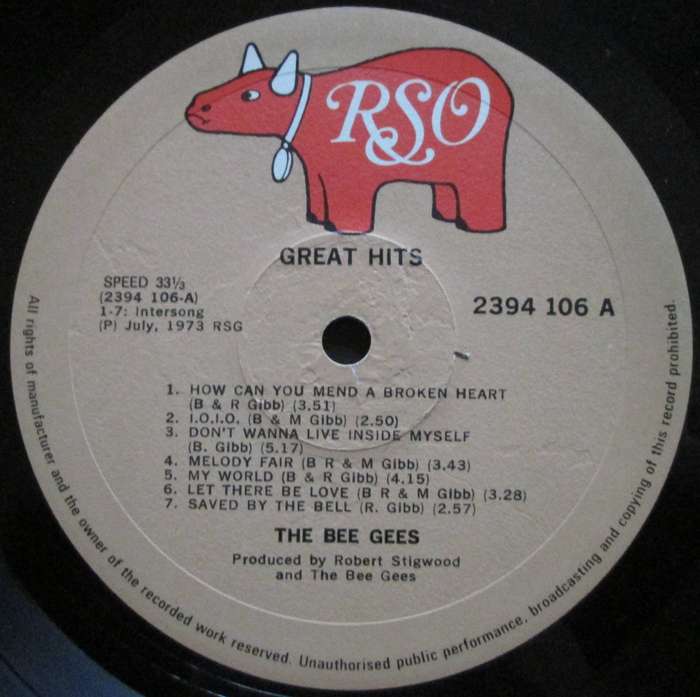 RSO
GREAT HITS
SPEED 33⅓
(2394 106-A)
1-7: Intersong
(P) July, 1973 RSG
2394 106 A
1. HOW CAN YOU MEND A BROKEN HEART
(B & R Gibb) (3.51)
2. I.O.I.O. (B & M Gibb) (2.50)
3. DON'T WANNA LIVE INSIDE MYSELF
(B. Gibb) (5.17)
4. MELODY FAIR (B R & M Gibb) (3.43)
5. MY WORLD (B & R Gibb) (4.15)
6. LET THERE BE LOVE (B R & M Gibb) (3.28)
7. SAVED BY THE BELL (R. Gibb) (2.57)
THE BEE GEES
Produced by Robert Stigwood
and The Bee Gees
All rights of manufacturer and the owner of the recorded work reserved. Unauthorised public performance, broadcasting and copying of this record prohibited.